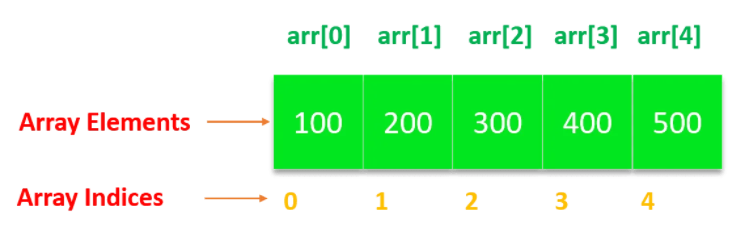 arr[0] arr[1] arr[2] arr[3] arr[4]
Array Elements 100 200 300 400 500
Array Indices 0 1 2 3 4